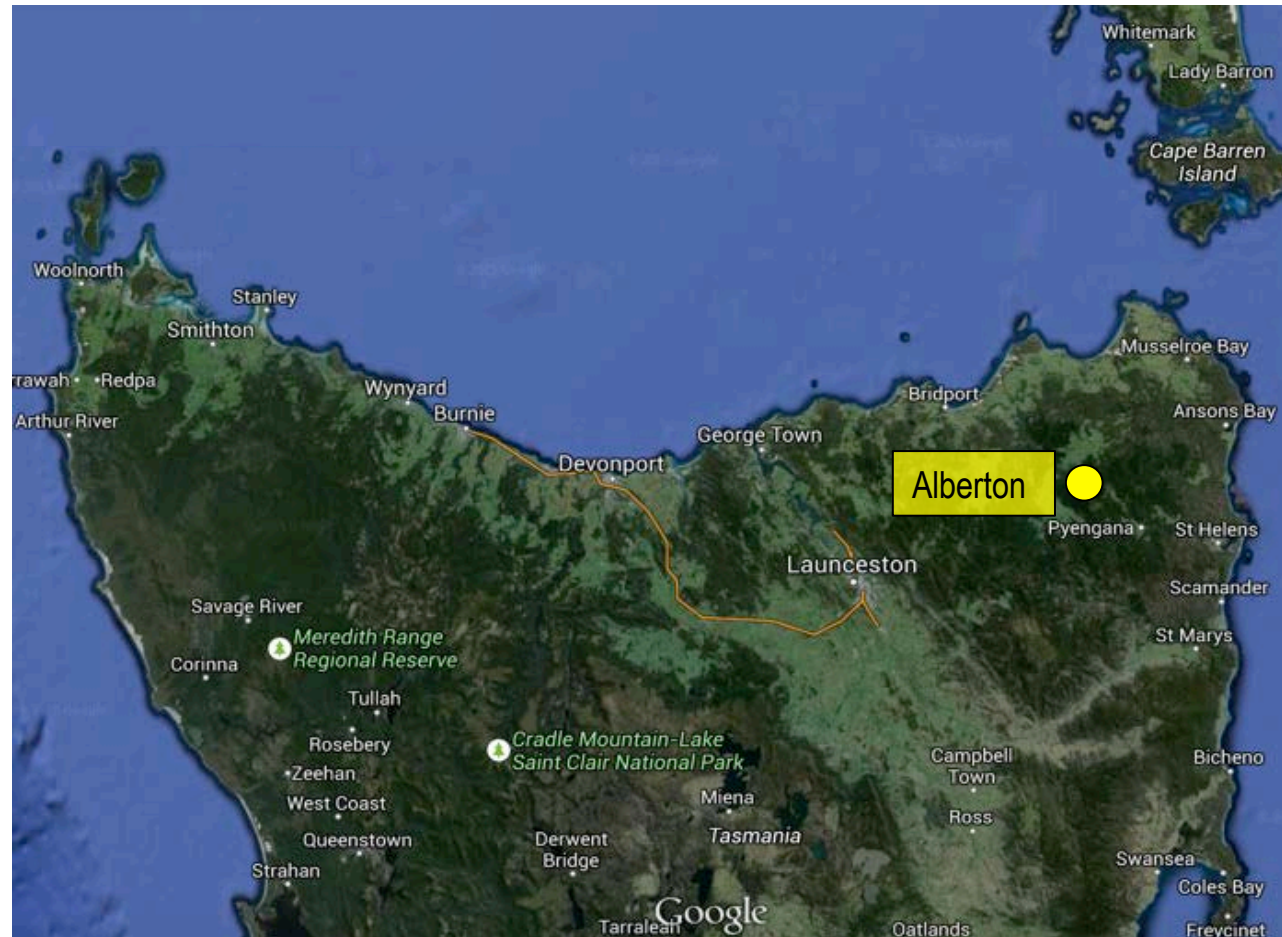 Whitemark
Lady Barron
Cape Barren
Island
Woolnorth
Stanley
Smithton
Musselroe Bay
rrawah
Redpa
Wynyard
Bridport
Arthur River
Burnie
Ansons Bay
George Town
Devonport
Alberton
Pyengana
St Helens
Launceston
Scamander
Savage River
Meredith Range
Regional Reserve
St Marys
Corinna
Tullah
Rosebery
Cradle Mountain-Lake
Saint Clair National Park
Campbell
Town
Bicheno
Zeehan
West Coast
Miena
Ross
Queenstown
Derwent
Bridge
Tasmania
Strahan
Swansea
Coles Bay
Google
Tarraleah
Oatlands
Freycinet